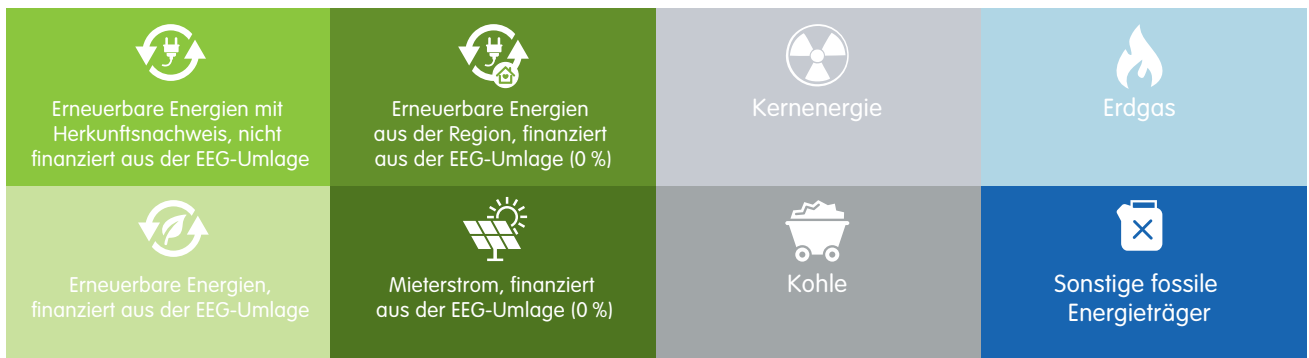 Erneuerbare Energien mit
Herkunftsnachweis, nicht
finanziert aus der EEG-Umlage
Erneuerbare Energien
aus der Region, finanziert
aus der EEG-Umlage (0 %)
Kernenergie
Erdgas
Erneuerbare Energien,
finanziert aus der EEG-Umlage
Mieterstrom, finanziert
aus der EEG-Umlage (0 %)
Kohle
Sonstige fossile
Energieträger